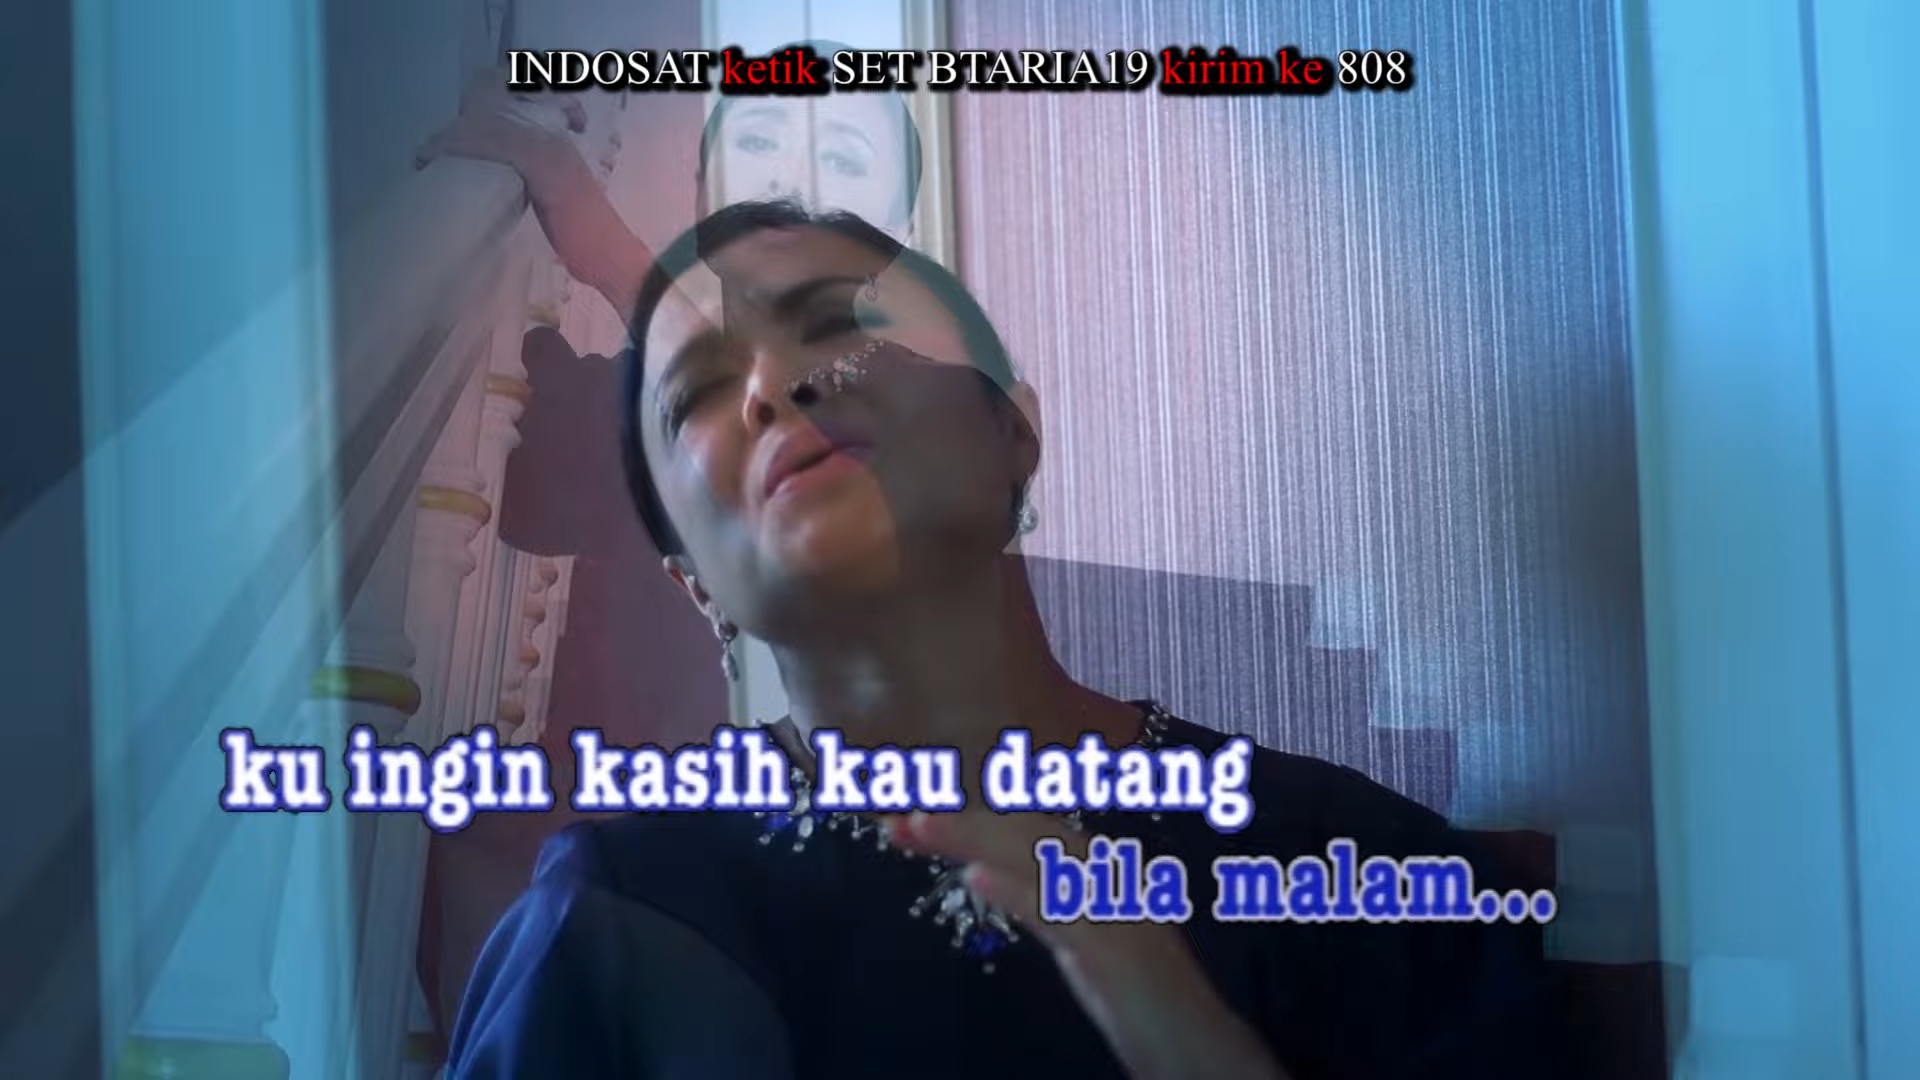 INDOSAT ketik SET BTARIA19 kirim ke 808
ku ingin kasih kau datang
bila malam...